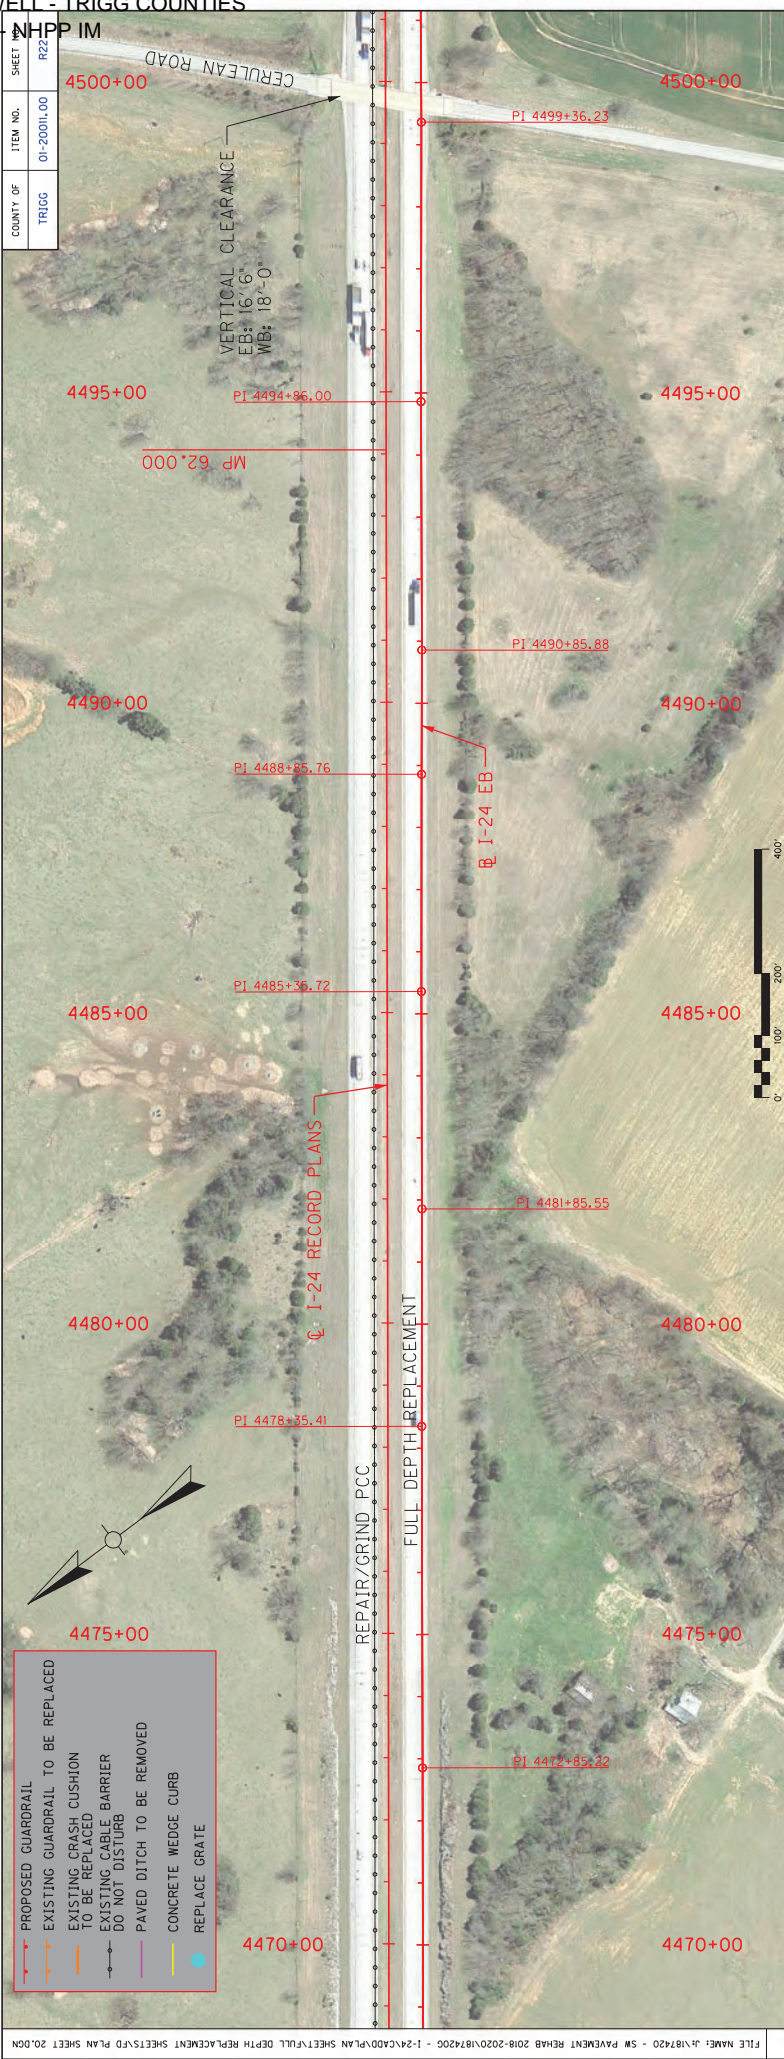 WELL - TRIGG COUNTIES
- NHPP IM
COUNTY OF
ITEM NO.
SHEET NO.
TRIGG
01-20011.00
R22
CERULEAN ROAD
4500+00
4500+00
PI 4499+36.23
VERTICAL CLEARANCE
EB: 16'6"
WB: 18'-0"
4495+00
4495+00
PI 4494+86.00
MP 62.000
PI 4490+85.88
4490+00
4490+00
PI 4488+85.76
℄ I-24 EB
PI 4485+35.72
4485+00
4485+00
℄ I-24 RECORD PLANS
PI 4481+85.55
4480+00
4480+00
PI 4478+35.41
REPAIR/GRIND PCC
FULL DEPTH REPLACEMENT
4475+00
4475+00
PI 4472+85.22
4470+00
4470+00
0'
100'
200'
400'
PROPOSED GUARDRAIL
EXISTING GUARDRAIL TO BE REPLACED
EXISTING CRASH CUSHION
TO BE REPLACED
EXISTING CABLE BARRIER
DO NOT DISTURB
PAVED DITCH TO BE REMOVED
CONCRETE WEDGE CURB
REPLACE GRATE
FILE NAME: J:\187420 - SW PAVEMENT REHAB 2018-2020\187420G - I-24\CADD\PLAN SHEETS\FULL DEPTH REPLACEMENT SHEETS\FD PLAN SHEET 20.DGN